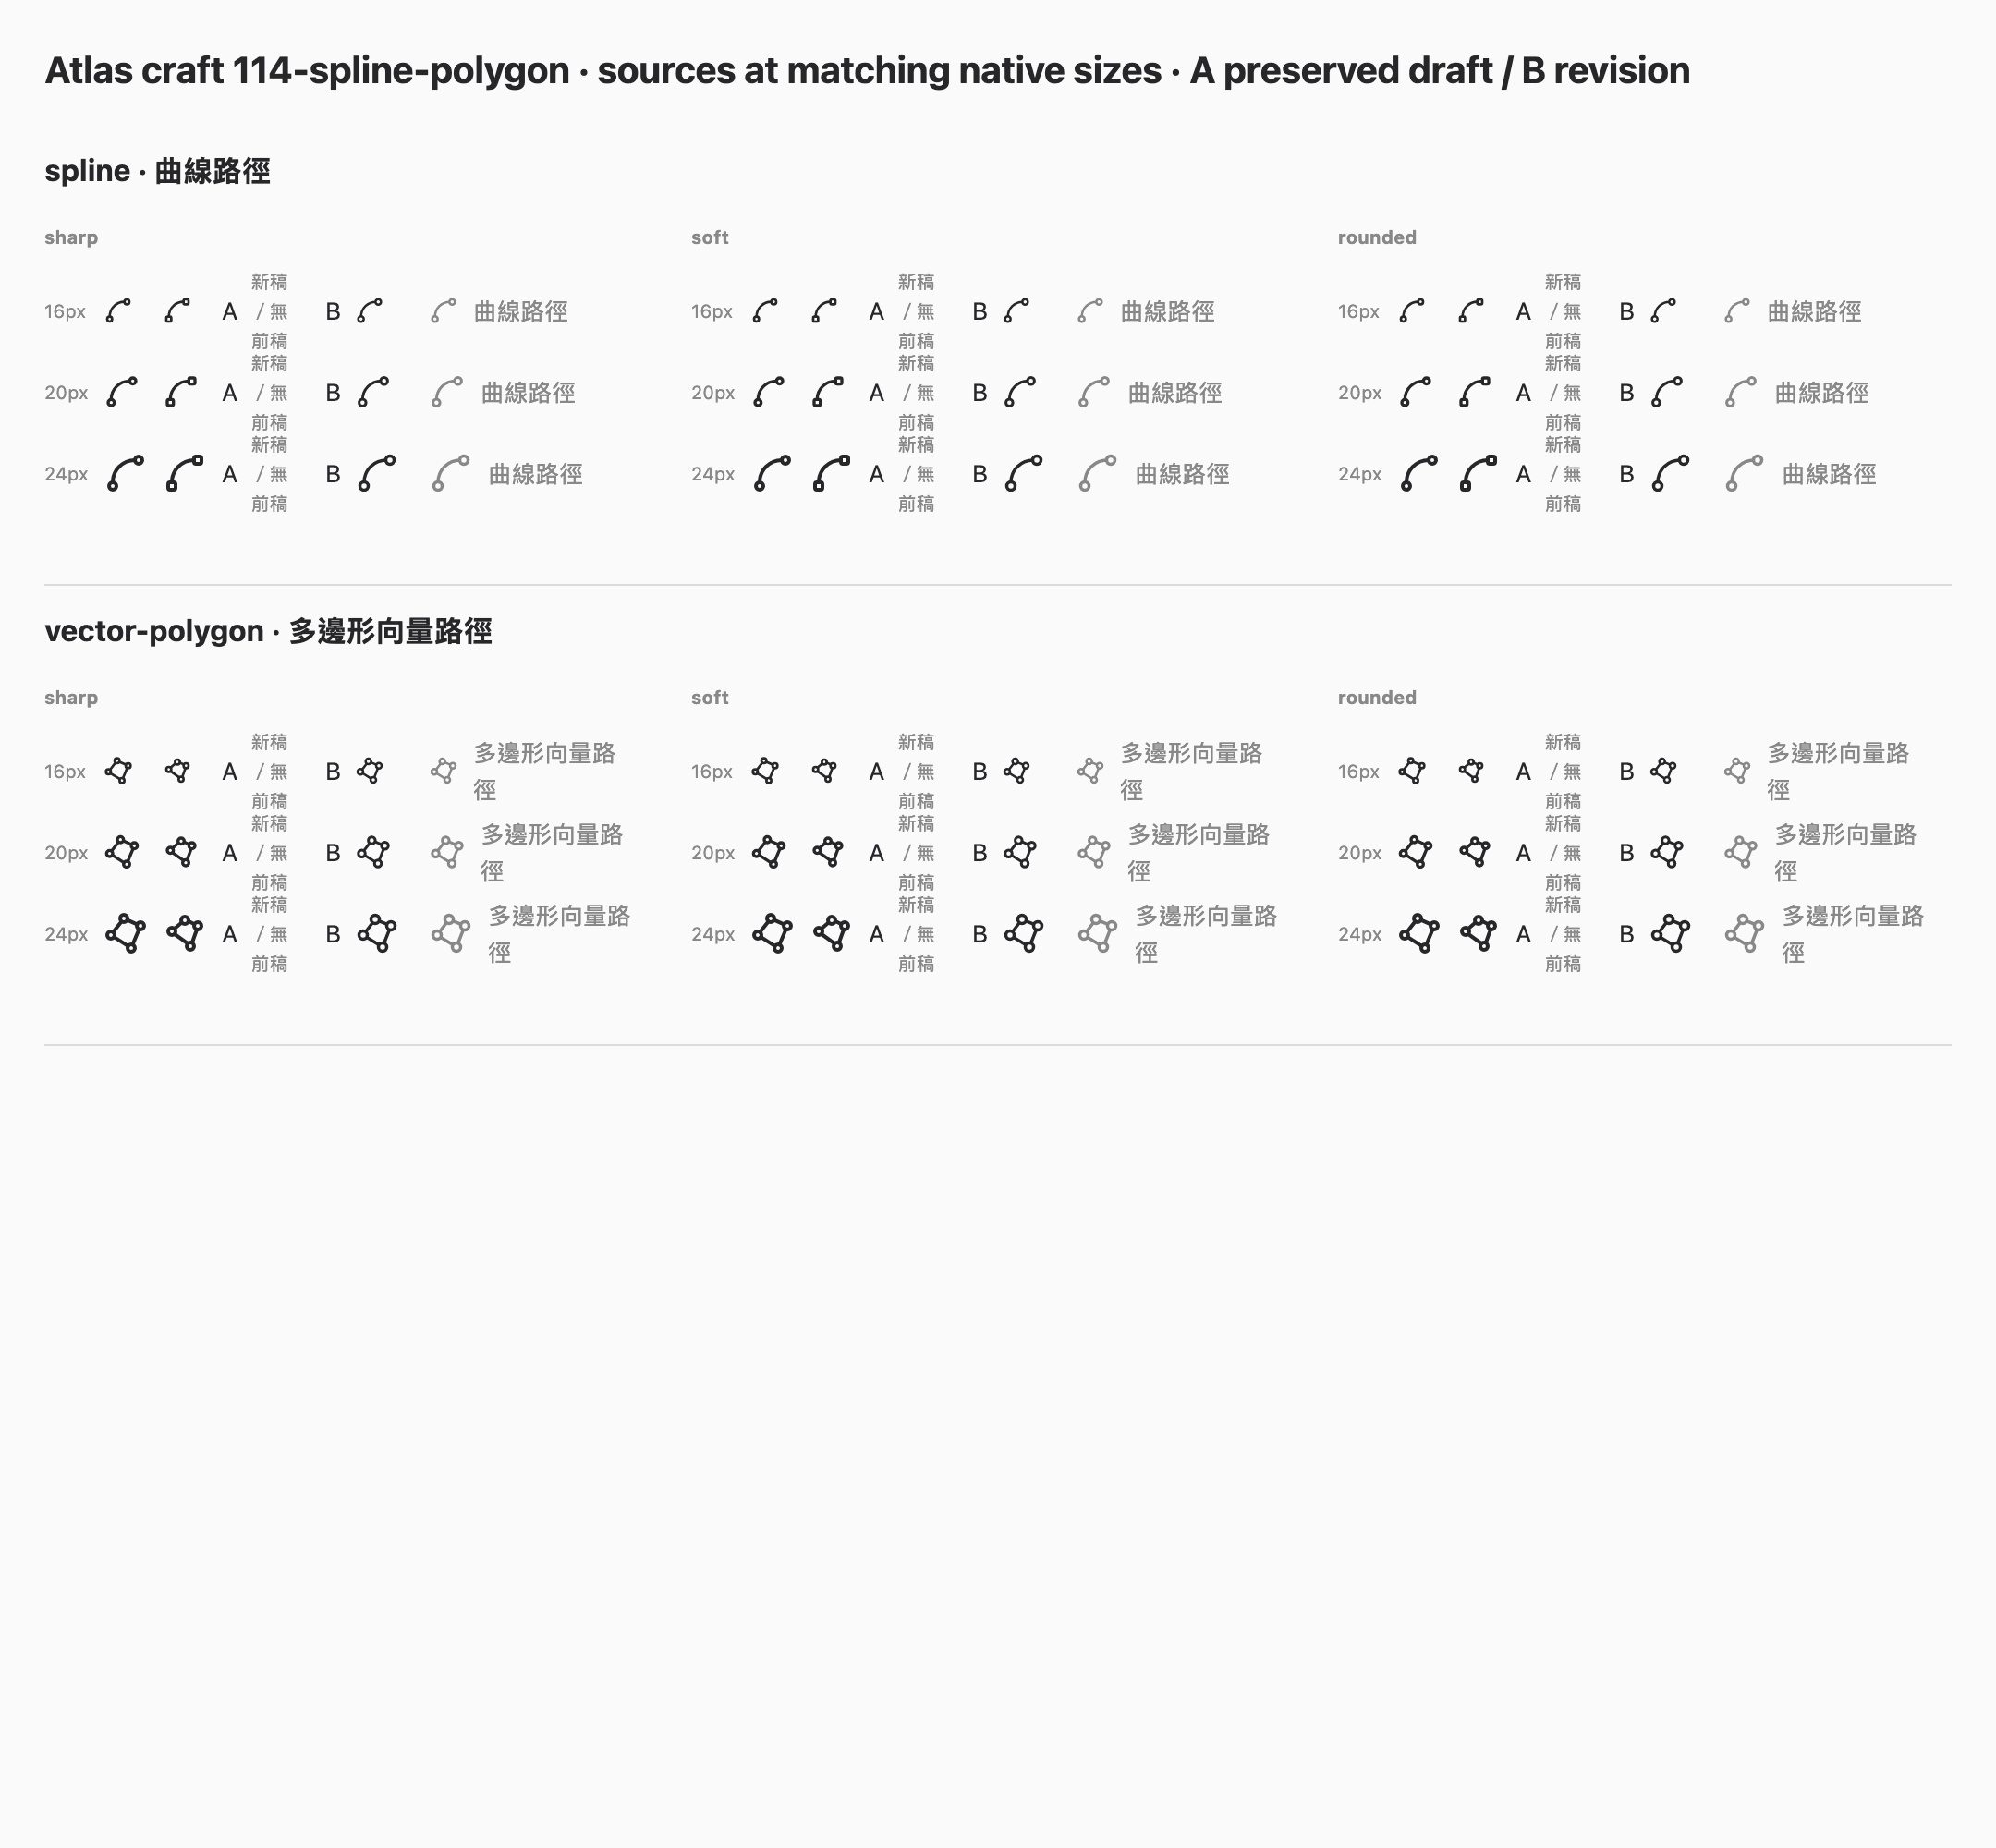 Atlas craft 114-spline-polygon · sources at matching native sizes · A preserved draft / B revision
spline · 曲線路徑
sharp
16px A 新稿 / 無前稿 B 曲線路徑
20px A 新稿 / 無前稿 B 曲線路徑
24px A 新稿 / 無前稿 B 曲線路徑
soft
16px A 新稿 / 無前稿 B 曲線路徑
20px A 新稿 / 無前稿 B 曲線路徑
24px A 新稿 / 無前稿 B 曲線路徑
rounded
16px A 新稿 / 無前稿 B 曲線路徑
20px A 新稿 / 無前稿 B 曲線路徑
24px A 新稿 / 無前稿 B 曲線路徑
vector-polygon · 多邊形向量路徑
sharp
16px A 新稿 / 無前稿 B 多邊形向量路徑
20px A 新稿 / 無前稿 B 多邊形向量路徑
24px A 新稿 / 無前稿 B 多邊形向量路徑
soft
16px A 新稿 / 無前稿 B 多邊形向量路徑
20px A 新稿 / 無前稿 B 多邊形向量路徑
24px A 新稿 / 無前稿 B 多邊形向量路徑
rounded
16px A 新稿 / 無前稿 B 多邊形向量路徑
20px A 新稿 / 無前稿 B 多邊形向量路徑
24px A 新稿 / 無前稿 B 多邊形向量路徑